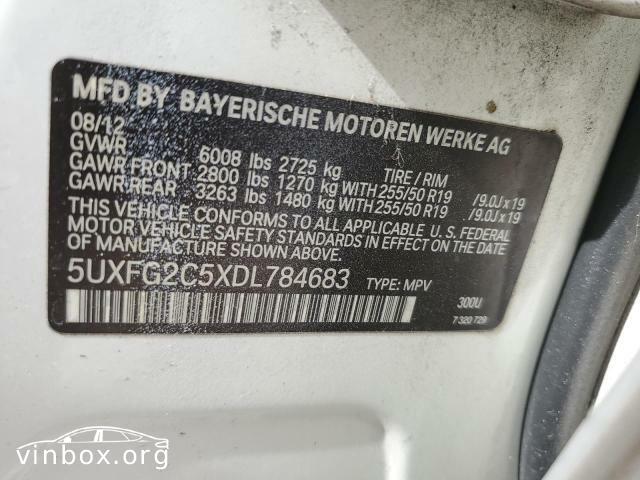 MFD BY BAYERISCHE MOTOREN WERKE AG
08/12
GVWR 6008 lbs 2725 kg TIRE / RIM
GAWR FRONT 2800 lbs 1270 kg WITH 255/50 R19 /9.0J x 19
GAWR REAR 3263 lbs 1480 kg WITH 255/50 R19 /9.0J x 19
THIS VEHICLE CONFORMS TO ALL APPLICABLE U.S. FEDERAL
MOTOR VEHICLE SAFETY STANDARDS IN EFFECT ON THE DATE
OF MANUFACTURE SHOWN ABOVE.
5UXFG2C5XDL784683 TYPE: MPV
300U
7 320 729
vinbox.org